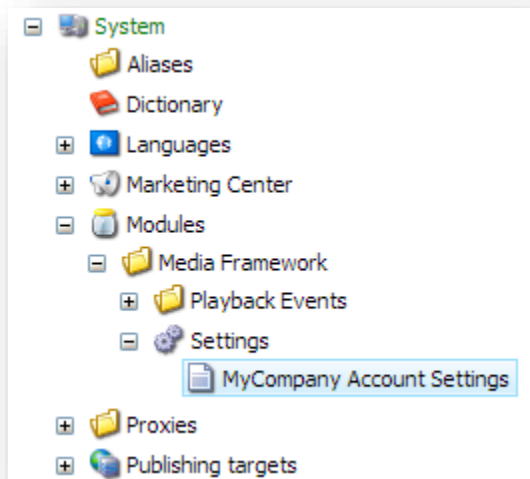 System
Aliases
Dictionary
Languages
Marketing Center
Modules
Media Framework
Playback Events
Settings
MyCompany Account Settings
Proxies
Publishing targets